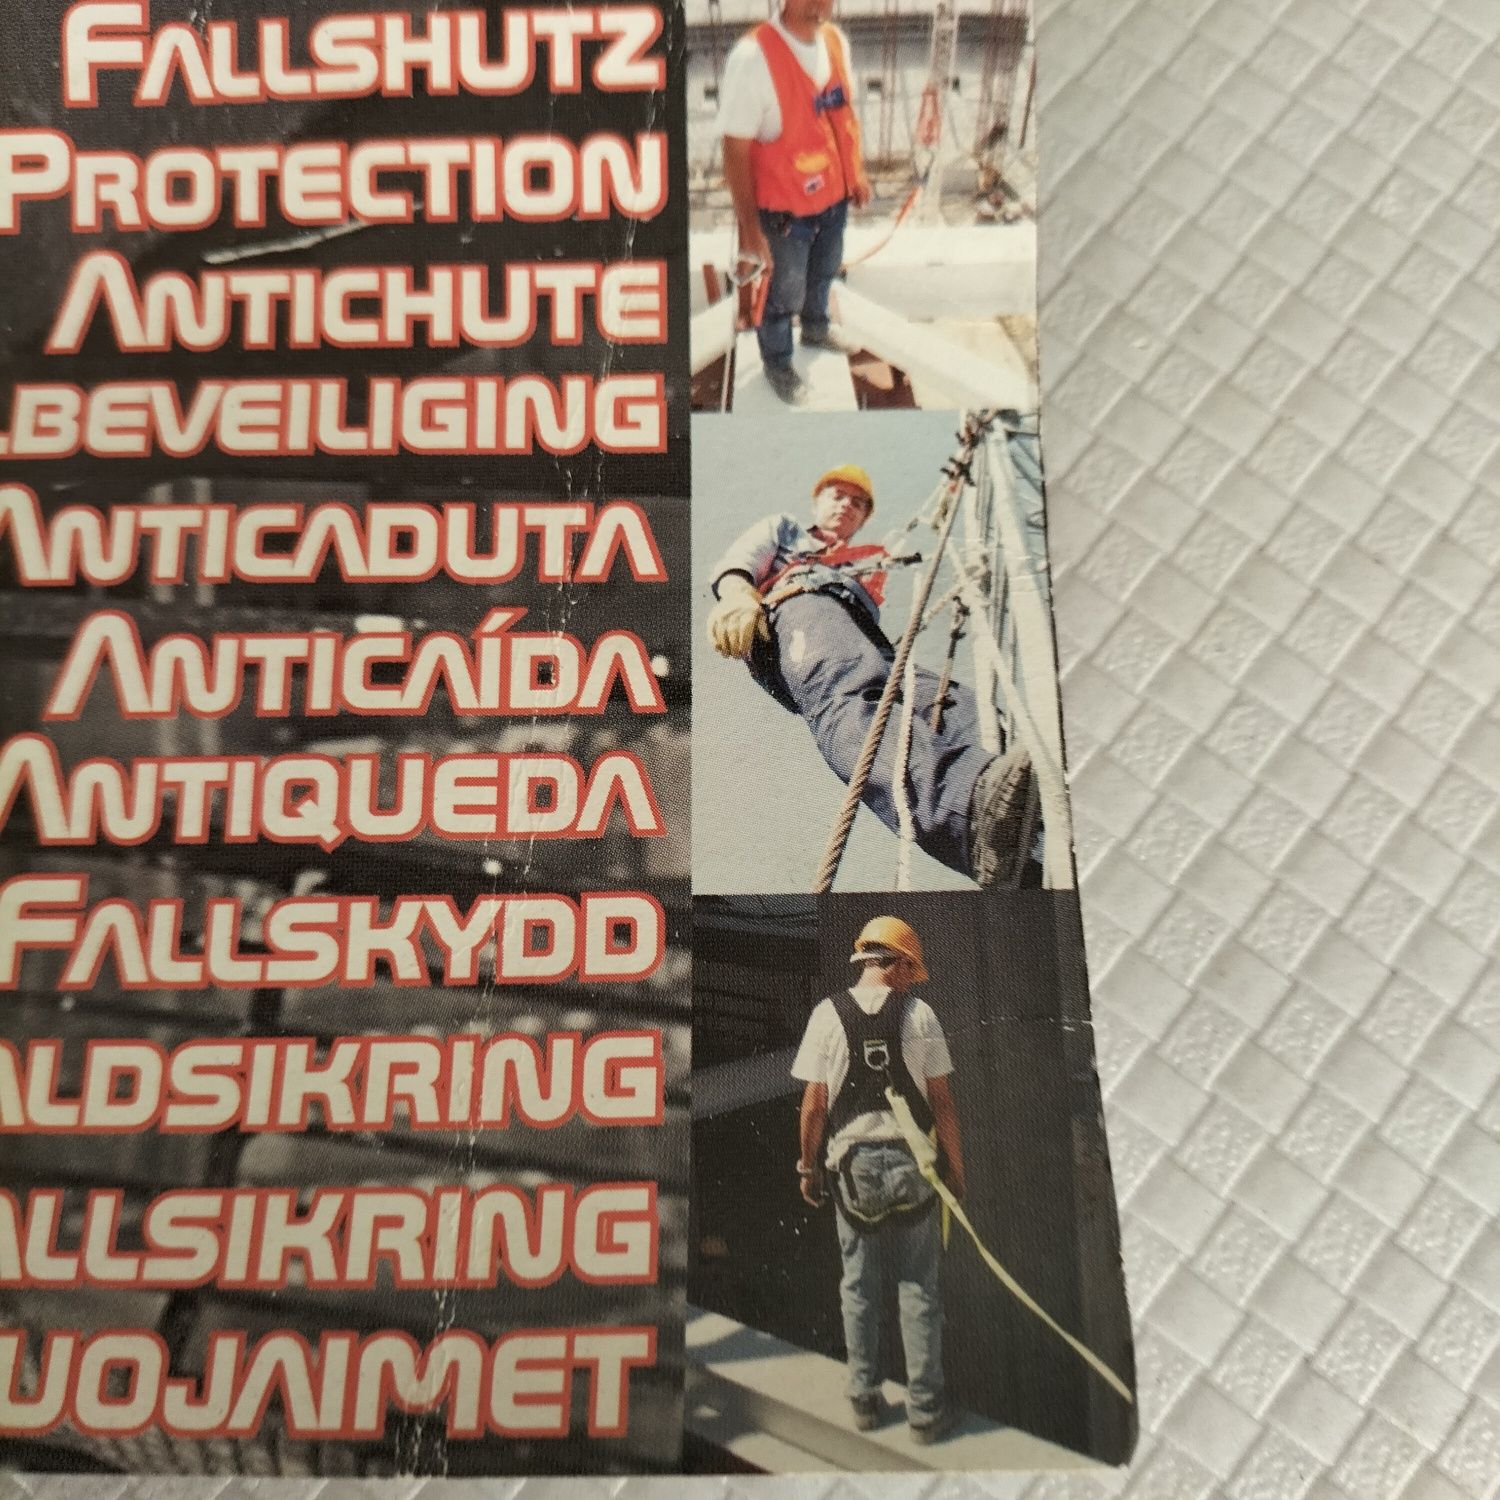 FALLSHUTZ
PROTECTION
ANTICHUTE
LBEVEILIGING
ANTICADUTA
ANTICAÍDA
ANTIQUEDA
FALLSKYDD
ALDSIKRING
ALLSIKRING
UOJAIMET